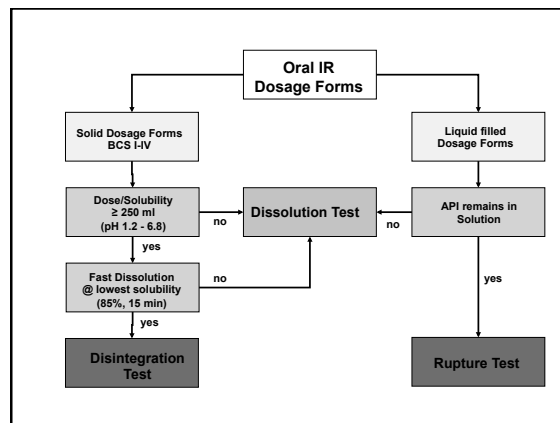 Oral IR
Dosage Forms
Solid Dosage Forms
BCS I-IV
Liquid filled
Dosage Forms
Dose/Solubility
≥ 250 ml
(pH 1.2 - 6.8)
no
Dissolution Test
no
API remains in
Solution
yes
Fast Dissolution
@ lowest solubility
(85%, 15 min)
no
yes
yes
Disintegration
Test
Rupture Test